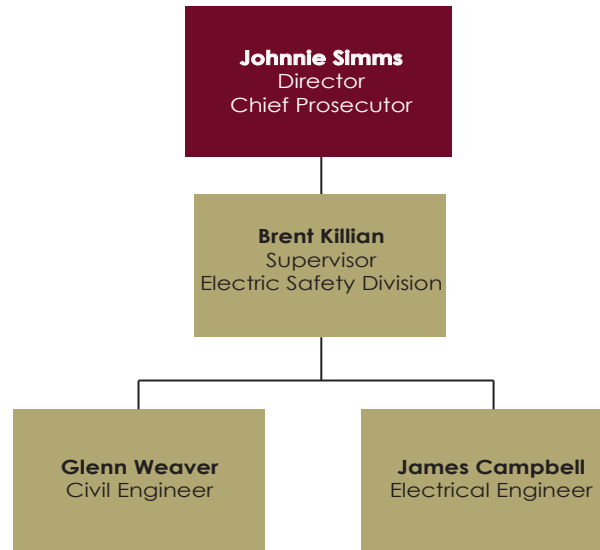 Johnnie Simms
Director
Chief Prosecutor
Brent Killian
Supervisor
Electric Safety Division
Glenn Weaver
Civil Engineer
James Campbell
Electrical Engineer